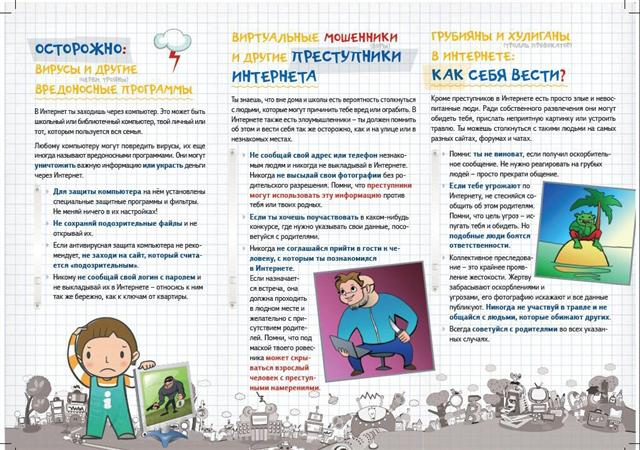 ОСТОРОЖНО:
ВИРУСЫ И ДРУГИЕ
(ЧЕРВИ, ТРОЯНЫ)
ВРЕДОНОСНЫЕ ПРОГРАММЫ
В Интернет ты заходишь через компьютер. Это может быть
школьный или библиотечный компьютер, твой личный или
тот, которым пользуется вся семья.
Любому компьютеру могут повредить вирусы, их еще
иногда называют вредоносными программами. Они могут
уничтожить важную информацию или украсть деньги
через Интернет.
Для защиты компьютера на нём установлены
специальные защитные программы и фильтры.
Не меняй ничего в их настройках!
Не сохраняй подозрительные файлы и не
открывай их.
Если антивирусная защита компьютера не реко-
мендует, не заходи на сайт, который счита-
ется «подозрительным».
Никому не сообщай свой логин с паролем и
не выкладывай их в Интернете – относись к ним
так же бережно, как к ключам от квартиры.
i
ВИРТУАЛЬНЫЕ МОШЕННИКИ
(ВОРЫ)
И ДРУГИЕ ПРЕСТУПНИКИ
ИНТЕРНЕТА
Ты знаешь, что вне дома и школы есть вероятность столкнуться
с людьми, которые могут причинить тебе вред или ограбить. В
Интернете также есть злоумышленники – ты должен помнить
об этом и вести себя так же осторожно, как и на улице или в
незнакомых местах.
Не сообщай свой адрес или телефон незнако-
мым людям и никогда не выкладывай в Интернете.
Никогда не высылай свои фотографии без ро-
дительского разрешения. Помни, что преступники
могут использовать эту информацию против
тебя или твоих родных.
Если ты хочешь поучаствовать в каком-нибудь
конкурсе, где нужно указывать свои данные, посо-
ветуйся с родителями.
Никогда не соглашайся прийти в гости к че-
ловеку, с которым ты познакомился
в Интернете.
Если назначает-
ся встреча, она
должна проходить
в людном месте и
желательно с при-
сутствием родите-
лей. Помни, что под
маской твоего ровес-
ника может скры-
ваться взрослый
человек с преступ-
ными намерениями.
ГРУБИЯНЫ И ХУЛИГАНЫ
(ТРОЛЛЬ, ПРОВОКАТОР)
В ИНТЕРНЕТЕ:
КАК СЕБЯ ВЕСТИ?
Кроме преступников в Интернете есть просто злые и невос-
питанные люди. Ради собственного развлечения они могут
обидеть тебя, прислать неприятную картинку или устроить
травлю. Ты можешь столкнуться с такими людьми на самых
разных сайтах, форумах и чатах.
Помни: ты не виноват, если получил оскорбитель-
ное сообщение. Не нужно реагировать на грубых
людей – просто прекрати общение.
Если тебе угрожают по
Интернету, не стесняйся со-
общить об этом родителям.
Помни, что цель угроз – ис-
пугать тебя и обидеть. Но
подобные люди боятся
ответственности.
Коллективное преследова-
ние – это крайнее прояв-
ление жестокости. Жертву
забрасывают оскорблениями и
угрозами, его фотографию искажают и все данные
публикуют. Никогда не участвуй в травле и не
общайся с людьми, которые обижают других.
Всегда советуйся с родителями во всех указан-
ных случаях.